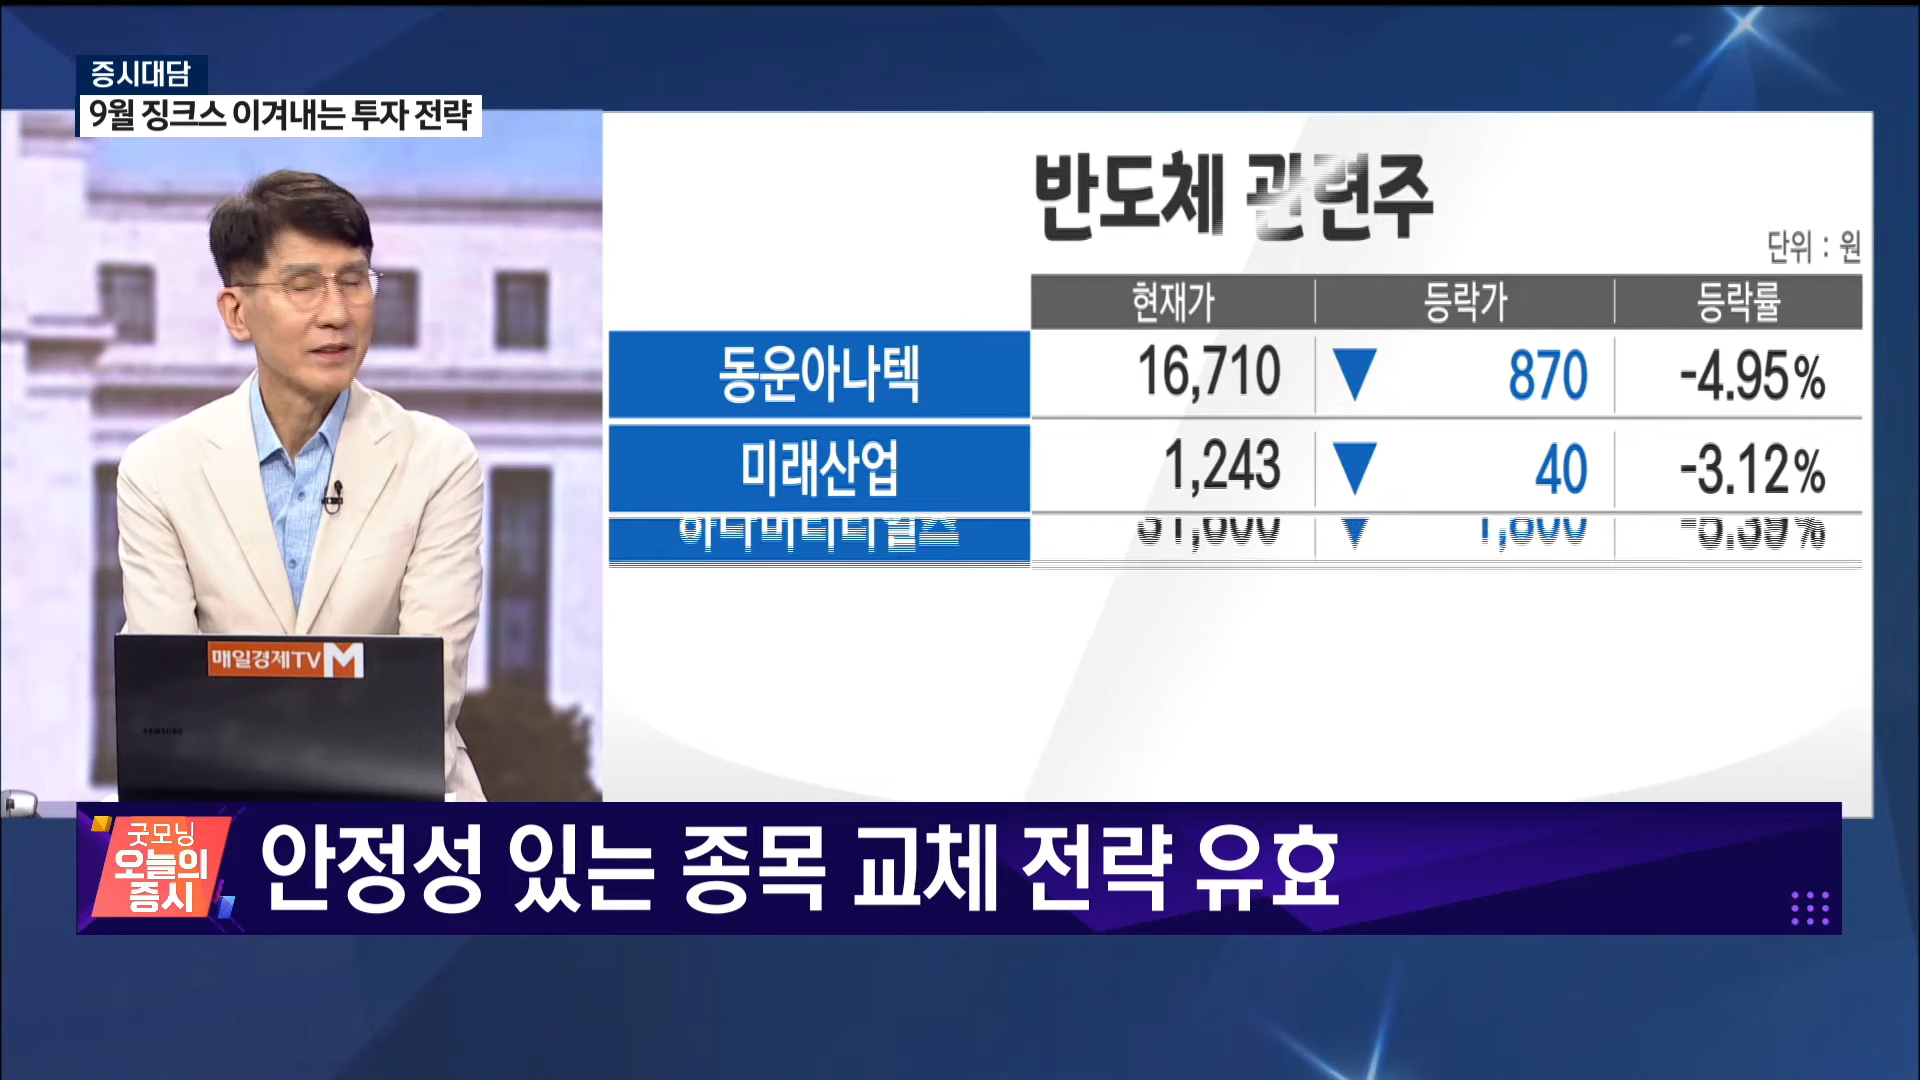 증시대담
9월 징크스 이겨내는 투자 전략
반도체 관련주
단위 : 원
현재가 등락가 등락률
동운아나텍 16,710 ▼ 870 -4.95%
미래산업 1,243 ▼ 40 -3.12%
매일경제TV M
SAMSUNG
굿모닝
오늘의
증시
안정성 있는 종목 교체 전략 유효